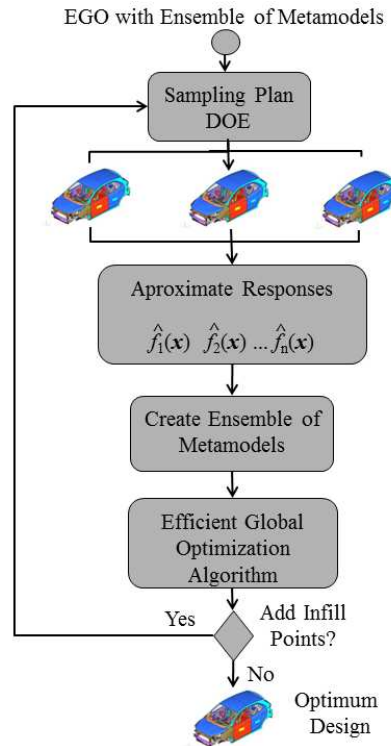 EGO with Ensemble of Metamodels
Sampling Plan
DOE
Aproximate Responses
f̂₁(x) f̂₂(x) ... f̂ₙ(x)
Create Ensemble of
Metamodels
Efficient Global
Optimization
Algorithm
Yes
Add Infill
Points?
No
Optimum
Design